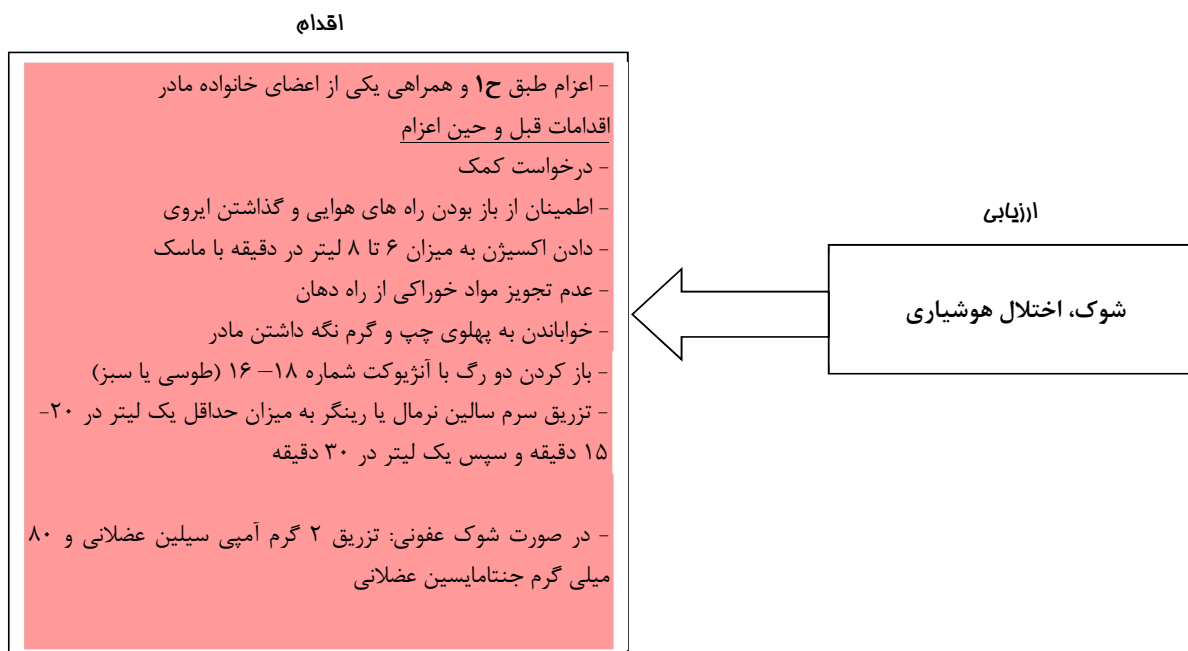 اقدام
- اعزام طبق ح۱ و همراهی یکی از اعضای خانواده مادر
اقدامات قبل و حین اعزام
- درخواست کمک
- اطمینان از باز بودن راه های هوایی و گذاشتن ایروی
- دادن اکسیژن به میزان ۶ تا ۸ لیتر در دقیقه با ماسک
- عدم تجویز مواد خوراکی از راه دهان
- خواباندن به پهلوی چپ و گرم نگه داشتن مادر
- باز کردن دو رگ با آنژیوکت شماره ۱۸– ۱۶ (طوسی یا سبز)
- تزریق سرم سالین نرمال یا رینگر به میزان حداقل یک لیتر در ۲۰-
۱۵ دقیقه و سپس یک لیتر در ۳۰ دقیقه
- در صورت شوک عفونی: تزریق ۲ گرم آمپی سیلین عضلانی و ۸۰
میلی گرم جنتامایسین عضلانی
ارزیابی
شوک، اختلال هوشیاری